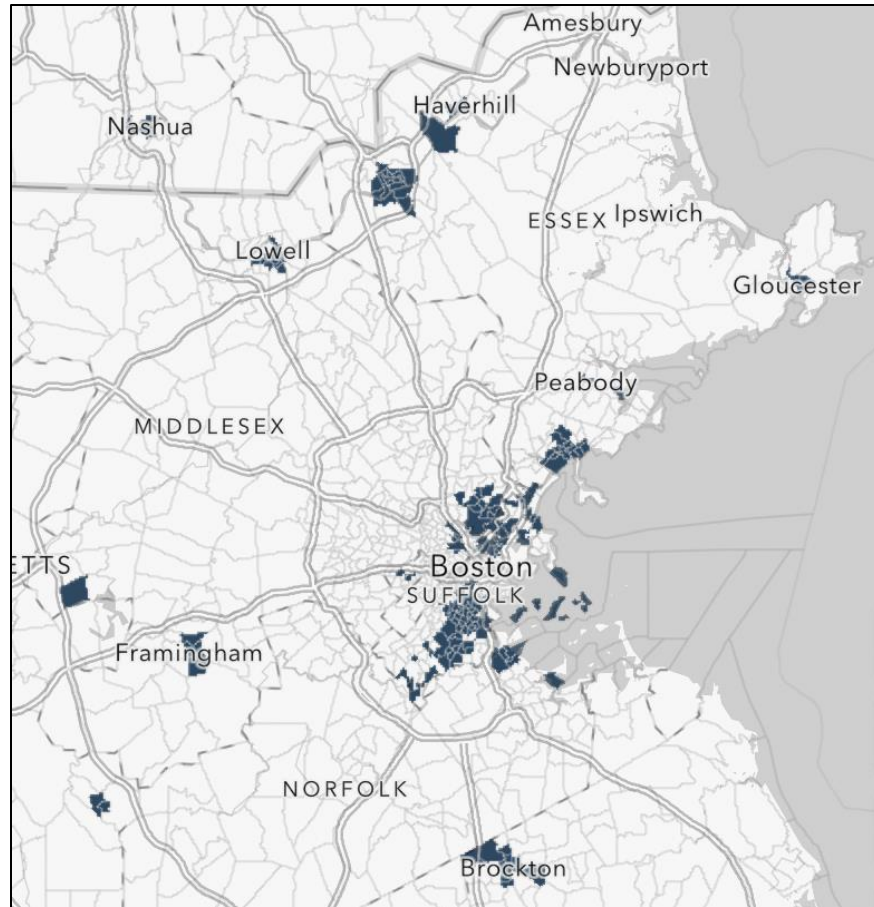 Amesbury
Newburyport
Haverhill
Nashua
ESSEX
Ipswich
Lowell
Gloucester
Peabody
MIDDLESEX
ETTS
Boston
SUFFOLK
Framingham
NORFOLK
Brockton